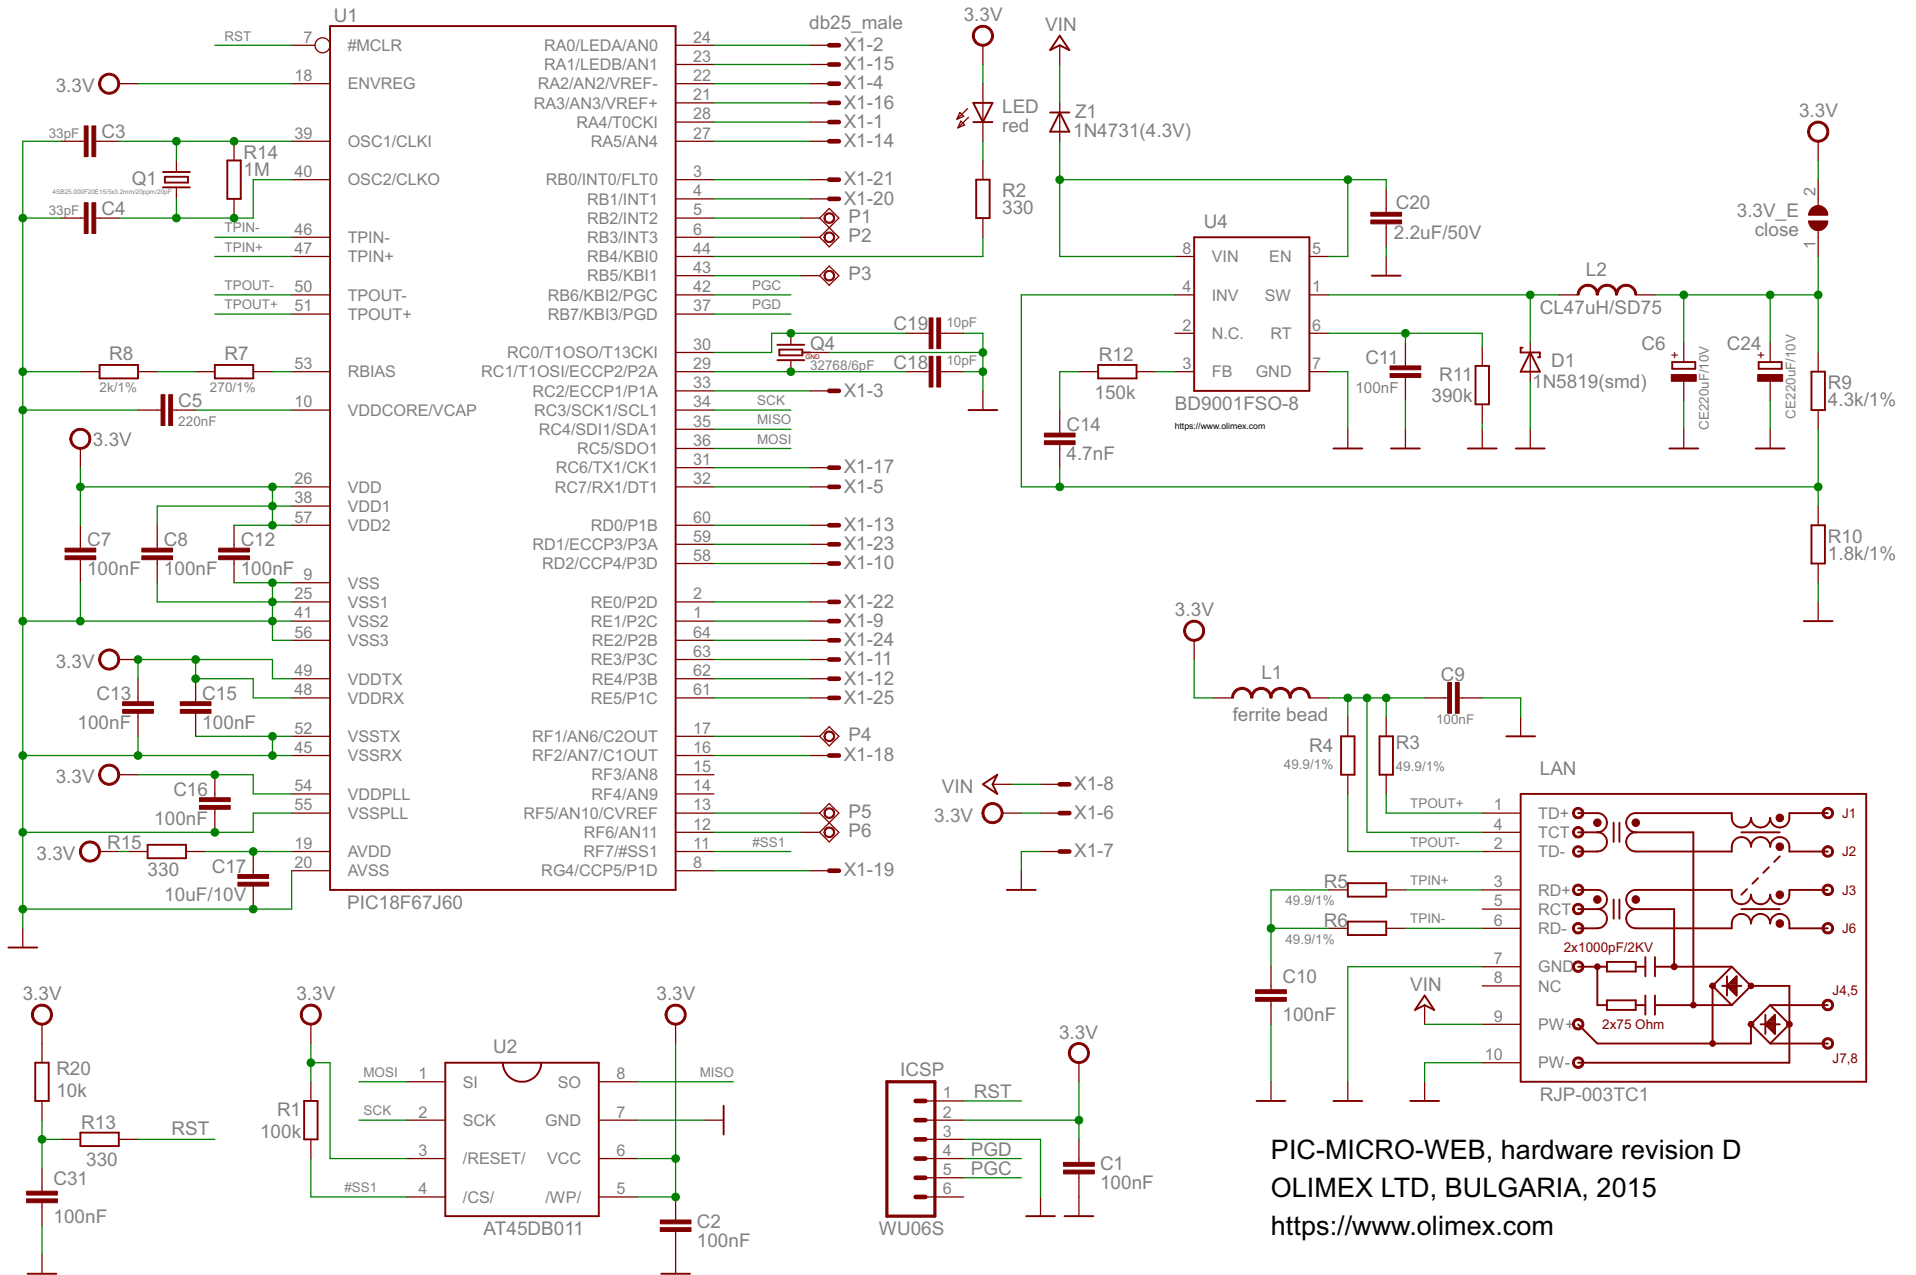 U1
RST 7 #MCLR
3.3V 18 ENVREG
33pF C3 39 OSC1/CLKI
R14
1M
Q1
4SB25.000F20E15/5x3.2mm/20ppm/20pF
40 OSC2/CLKO
33pF C4
TPIN- 46 TPIN-
TPIN+ 47 TPIN+
TPOUT- 50 TPOUT-
TPOUT+ 51 TPOUT+
R8 R7 53 RBIAS
2k/1% 270/1%
C5 10 VDDCORE/VCAP
220nF
3.3V
26 VDD
38 VDD1
57 VDD2
C7 C8 C12
100nF 100nF 100nF
9 VSS
25 VSS1
41 VSS2
56 VSS3
3.3V
49 VDDTX
48 VDDRX
C13 C15
100nF 100nF
52 VSSTX
45 VSSRX
3.3V
54 VDDPLL
C16
100nF
55 VSSPLL
3.3V R15 19 AVDD
330
C17
10uF/10V
20 AVSS
PIC18F67J60
db25_male
RA0/LEDA/AN0 24 X1-2
RA1/LEDB/AN1 23 X1-15
RA2/AN2/VREF- 22 X1-4
RA3/AN3/VREF+ 21 X1-16
RA4/T0CKI 28 X1-1
RA5/AN4 27 X1-14
RB0/INT0/FLT0 3 X1-21
RB1/INT1 4 X1-20
RB2/INT2 5 P1
RB3/INT3 6 P2
RB4/KBI0 44
RB5/KBI1 43 P3
RB6/KBI2/PGC 42 PGC
RB7/KBI3/PGD 37 PGD
RC0/T1OSO/T13CKI 30
RC1/T1OSI/ECCP2/P2A 29
C19 10pF
Q4
GND
32768/6pF
C18 10pF
RC2/ECCP1/P1A 33 X1-3
RC3/SCK1/SCL1 34 SCK
RC4/SDI1/SDA1 35 MISO
RC5/SDO1 36 MOSI
RC6/TX1/CK1 31 X1-17
RC7/RX1/DT1 32 X1-5
RD0/P1B 60 X1-13
RD1/ECCP3/P3A 59 X1-23
RD2/CCP4/P3D 58 X1-10
RE0/P2D 2 X1-22
RE1/P2C 1 X1-9
RE2/P2B 64 X1-24
RE3/P3C 63 X1-11
RE4/P3B 62 X1-12
RE5/P1C 61 X1-25
RF1/AN6/C2OUT 17 P4
RF2/AN7/C1OUT 16 X1-18
RF3/AN8 15
RF4/AN9 14
RF5/AN10/CVREF 13 P5
RF6/AN11 12 P6
RF7/#SS1 11 #SS1
RG4/CCP5/P1D 8 X1-19
3.3V
LED
red
R2
330
VIN
Z1
1N4731(4.3V)
U4
8 VIN EN 5
4 INV SW 1
2 N.C. RT 6
3 FB GND 7
BD9001FSO-8
https://www.olimex.com
C20
2.2uF/50V
R12
150k
C14
4.7nF
C11
100nF
R11
390k
D1
1N5819(smd)
L2
CL47uH/SD75
C6
+
CE220uF/10V
C24
+
CE220uF/10V
3.3V
2
3.3V_E
close
1
R9
4.3k/1%
R10
1.8k/1%
3.3V
L1
ferrite bead
C9
100nF
R4
49.9/1%
R3
49.9/1%
VIN X1-8
3.3V X1-6
X1-7
LAN
TPOUT+ 1 TD+ J1
4 TCT
TPOUT- 2 TD- J2
R5 TPIN+ 3 RD+ J3
49.9/1%
5 RCT
R6 TPIN- 6 RD- J6
49.9/1%
2x1000pF/2KV
7 GND
8 NC
C10
100nF
VIN
J4,5
9 PW+
2x75 Ohm
10 PW-
J7,8
RJP-003TC1
3.3V
R20
10k
R13 RST
330
C31
100nF
3.3V
R1
100k
U2
MOSI 1 SI SO 8 MISO
SCK 2 SCK GND 7
3 /RESET/ VCC 6
#SS1 4 /CS/ /WP/ 5
AT45DB011
3.3V
C2
100nF
ICSP
1 RST
2
3
4 PGD
5 PGC
6
WU06S
3.3V
C1
100nF
PIC-MICRO-WEB, hardware revision D
OLIMEX LTD, BULGARIA, 2015
https://www.olimex.com